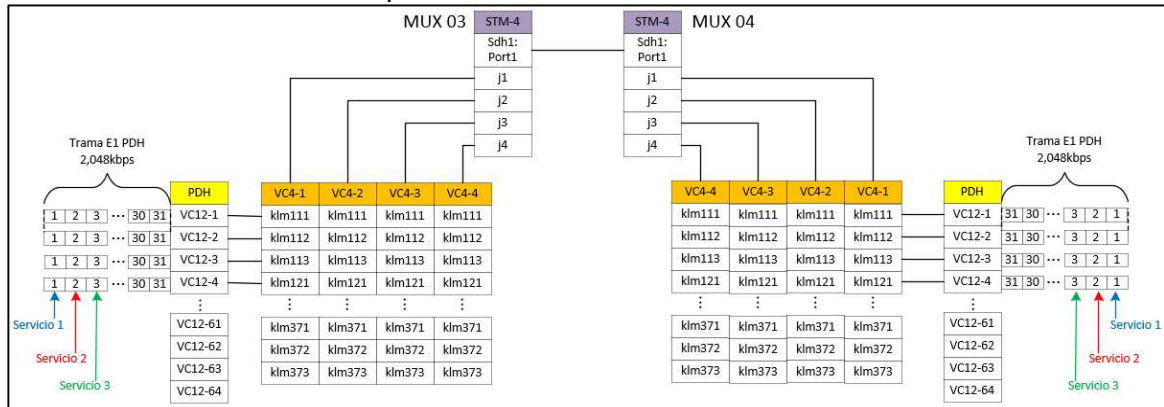 MUX 03 STM-4 STM-4 MUX 04
Sdh1: Port1 Sdh1: Port1
j1 j1
j2 j2
j3 j3
j4 j4
Trama E1 PDH
2,048kbps
Trama E1 PDH
2,048kbps
PDH VC4-1 VC4-2 VC4-3 VC4-4 VC4-4 VC4-3 VC4-2 VC4-1 PDH
1 2 3 ... 30 31 VC12-1 klm111 klm111 klm111 klm111 klm111 klm111 klm111 klm111 VC12-1 31 30 ... 3 2 1
1 2 3 ... 30 31 VC12-2 klm112 klm112 klm112 klm112 klm112 klm112 klm112 klm112 VC12-2 31 30 ... 3 2 1
1 2 3 ... 30 31 VC12-3 klm113 klm113 klm113 klm113 klm113 klm113 klm113 klm113 VC12-3 31 30 ... 3 2 1
1 2 3 ... 30 31 VC12-4 klm121 klm121 klm121 klm121 klm121 klm121 klm121 klm121 VC12-4 31 30 ... 3 2 1
Servicio 1 VC12-61 klm371 klm371 klm371 klm371 klm371 klm371 klm371 klm371 VC12-61 Servicio 1
Servicio 2 VC12-62 klm372 klm372 klm372 klm372 klm372 klm372 klm372 klm372 VC12-62 Servicio 2
Servicio 3 VC12-63 klm373 klm373 klm373 klm373 klm373 klm373 klm373 klm373 VC12-63 Servicio 3
VC12-64 VC12-64